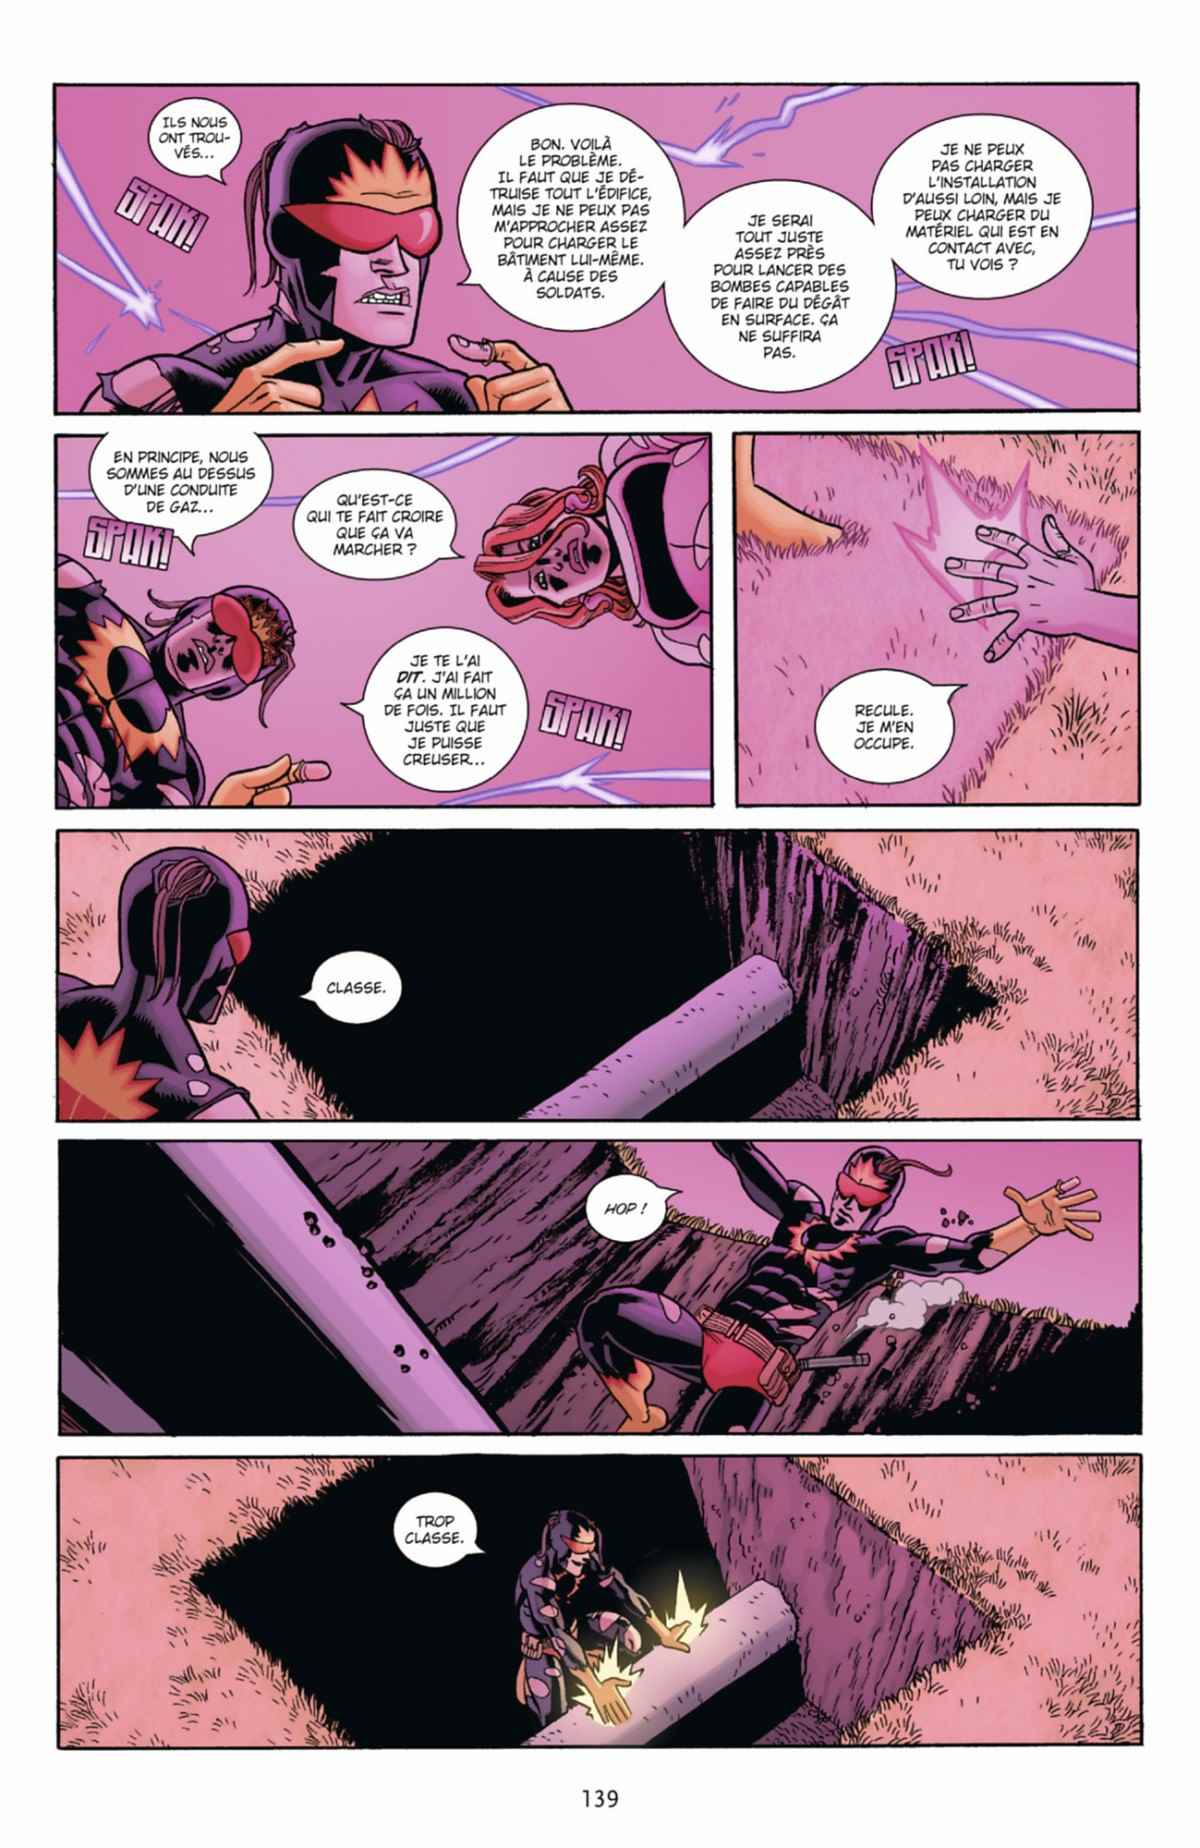 ILS NOUS
ONT TROU-
VÉS...
SPAK!
BON. VOILÀ
LE PROBLÈME.
IL FAUT QUE JE DÉ-
TRUISE TOUT L'ÉDIFICE,
MAIS JE NE PEUX PAS
M'APPROCHER ASSEZ
POUR CHARGER LE
BÂTIMENT LUI-MÊME.
À CAUSE DES
SOLDATS.
JE SERAI
TOUT JUSTE
ASSEZ PRÈS
POUR LANCER DES
BOMBES CAPABLES
DE FAIRE DU DÉGÂT
EN SURFACE. ÇA
NE SUFFIRA
PAS.
JE NE PEUX
PAS CHARGER
L'INSTALLATION
D'AUSSI LOIN, MAIS JE
PEUX CHARGER DU
MATÉRIEL QUI EST EN
CONTACT AVEC,
TU VOIS ?
SPAK!
EN PRINCIPE, NOUS
SOMMES AU DESSUS
D'UNE CONDUITE
DE GAZ...
SPAK!
QU'EST-CE
QUI TE FAIT CROIRE
QUE ÇA VA
MARCHER ?
JE TE L'AI
DIT. J'AI FAIT
ÇA UN MILLION
DE FOIS. IL FAUT
JUSTE QUE
JE PUISSE
CREUSER...
SPAK!
RECULE.
JE M'EN
OCCUPE.
CLASSE.
HOP !
TROP
CLASSE.
139